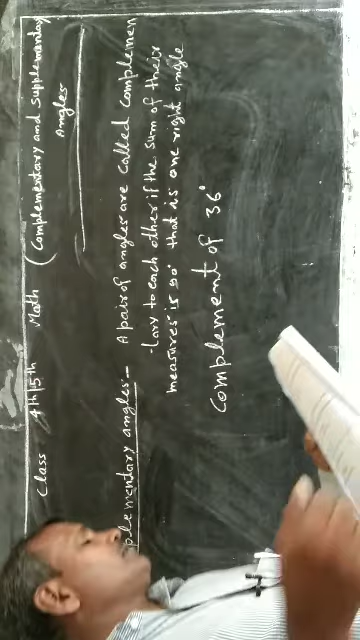 Class 4th/5th Math (Complementary and Supplementary
Angles
plementary angles- A pair of angles are called Complemen
-tary to each other if the sum of their
measures is 90° that is one right angle
Complement of 36°